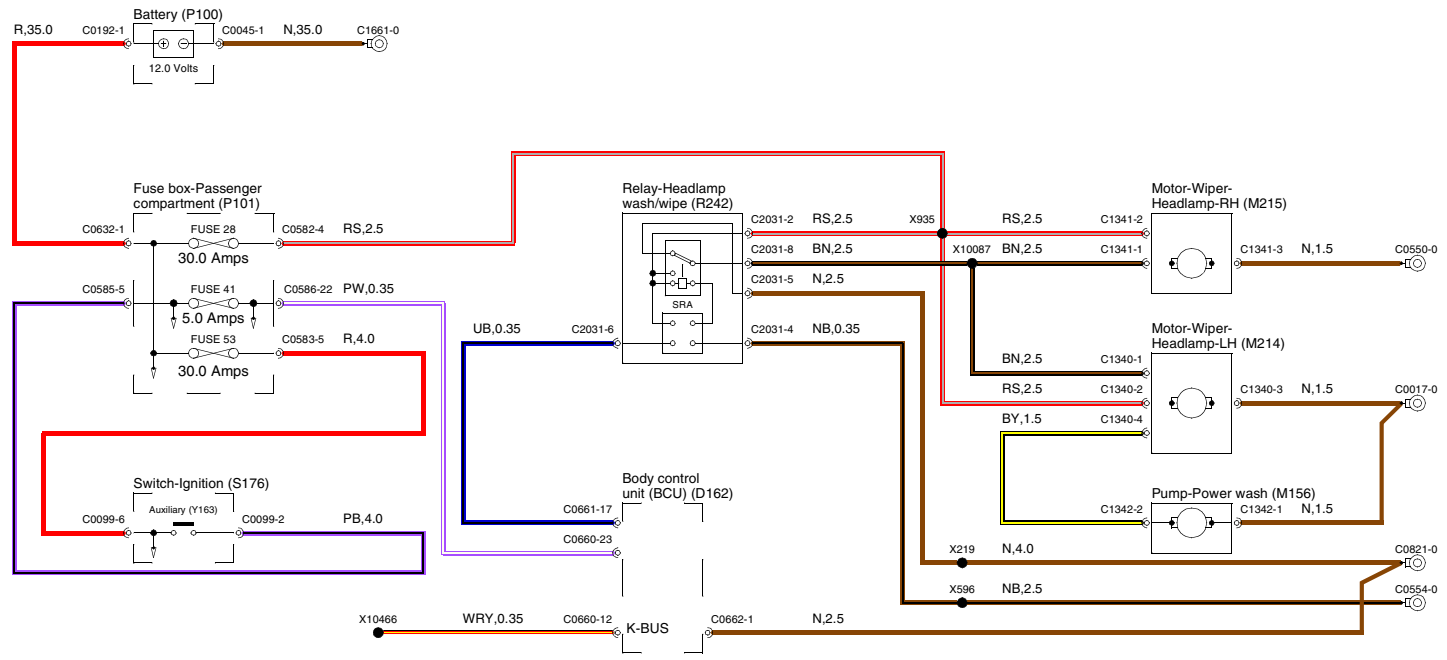 Battery (P100)
R,35.0
C0192-1
C0045-1
N,35.0
C1661-0
12.0 Volts
Fuse box-Passenger
compartment (P101)
C0632-1
FUSE 28
30.0 Amps
C0582-4
RS,2.5
C0585-5
FUSE 41
5.0 Amps
C0586-22
PW,0.35
FUSE 53
30.0 Amps
C0583-5
R,4.0
Switch-Ignition (S176)
Auxiliary (Y163)
C0099-6
C0099-2
PB,4.0
Relay-Headlamp
wash/wipe (R242)
SRA
C2031-2
RS,2.5
X935
RS,2.5
C1341-2
C2031-8
BN,2.5
X10087
BN,2.5
C1341-1
C2031-5
N,2.5
UB,0.35
C2031-6
C2031-4
NB,0.35
Motor-Wiper-
Headlamp-RH (M215)
C1341-3
N,1.5
C0550-0
Motor-Wiper-
Headlamp-LH (M214)
BN,2.5
C1340-1
RS,2.5
C1340-2
BY,1.5
C1340-4
C1340-3
N,1.5
C0017-0
Pump-Power wash (M156)
C1342-2
C1342-1
N,1.5
Body control
unit (BCU) (D162)
C0661-17
C0660-23
X219
N,4.0
C0821-0
X596
NB,2.5
C0554-0
X10466
WRY,0.35
C0660-12
K-BUS
C0662-1
N,2.5